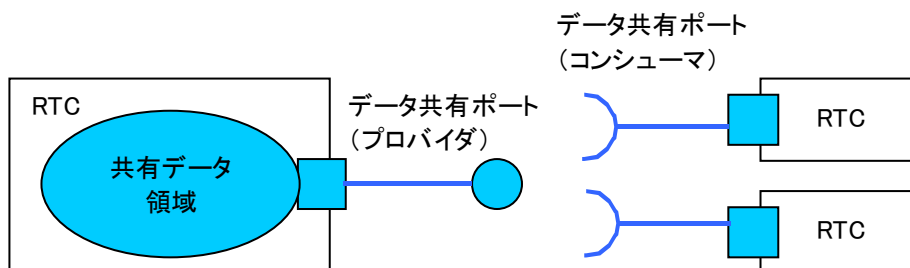 データ共有ポート
（コンシューマ）
RTC
データ共有ポート
（プロバイダ）
RTC
共有データ
領域
RTC